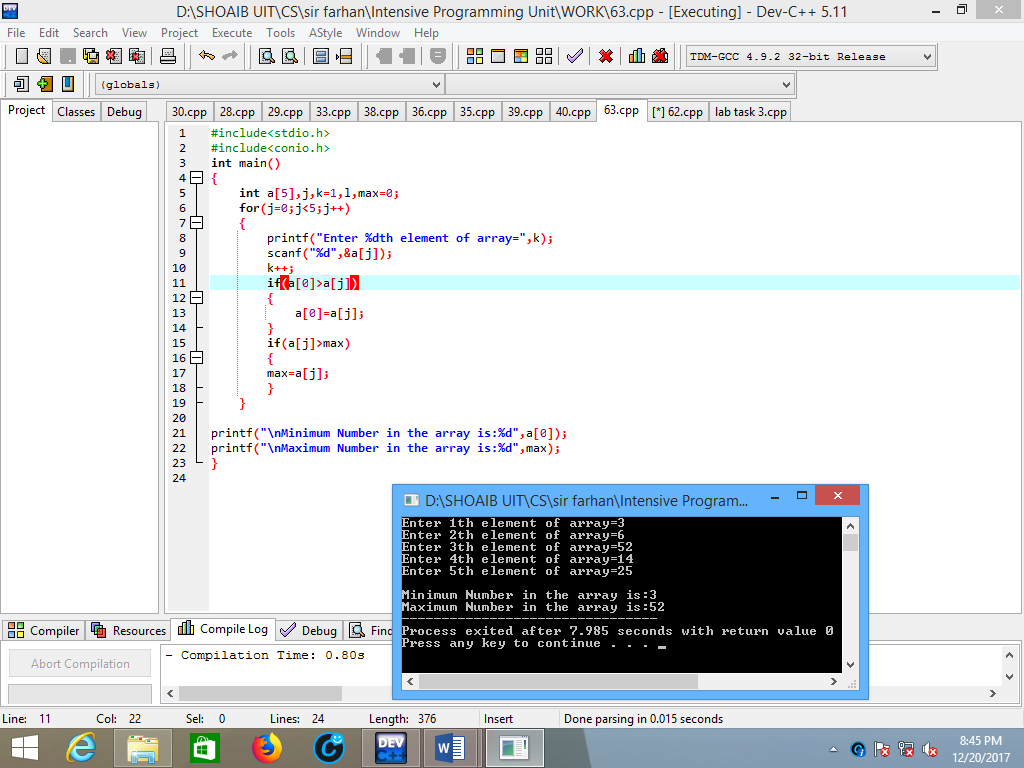 D:\SHOAIB UIT\CS\sir farhan\Intensive Programming Unit\WORK\63.cpp - [Executing] - Dev-C++ 5.11
File Edit Search View Project Execute Tools AStyle Window Help
TDM-GCC 4.9.2 32-bit Release
(globals)
Project Classes Debug
30.cpp 28.cpp 29.cpp 33.cpp 38.cpp 36.cpp 35.cpp 39.cpp 40.cpp 63.cpp [*] 62.cpp lab task 3.cpp
1 #include<stdio.h>
2 #include<conio.h>
3 int main()
4 {
5 int a[5],j,k=1,l,max=0;
6 for(j=0;j<5;j++)
7 {
8 printf("Enter %dth element of array=",k);
9 scanf("%d",&a[j]);
10 k++;
11 if(a[0]>a[j])
12 {
13 a[0]=a[j];
14 }
15 if(a[j]>max)
16 {
17 max=a[j];
18 }
19 }
20
21 printf("\nMinimum Number in the array is:%d",a[0]);
22 printf("\nMaximum Number in the array is:%d",max);
23 }
24
D:\SHOAIB UIT\CS\sir farhan\Intensive Program...
Enter 1th element of array=3
Enter 2th element of array=6
Enter 3th element of array=52
Enter 4th element of array=14
Enter 5th element of array=25
Minimum Number in the array is:3
Maximum Number in the array is:52
--------------------------------
Process exited after 7.985 seconds with return value 0
Press any key to continue . . . _
Compiler Resources Compile Log Debug Find
Abort Compilation
- Compilation Time: 0.80s
Line: 11 Col: 22 Sel: 0 Lines: 24 Length: 376 Insert Done parsing in 0.015 seconds
DEV C++
8:45 PM
12/20/2017